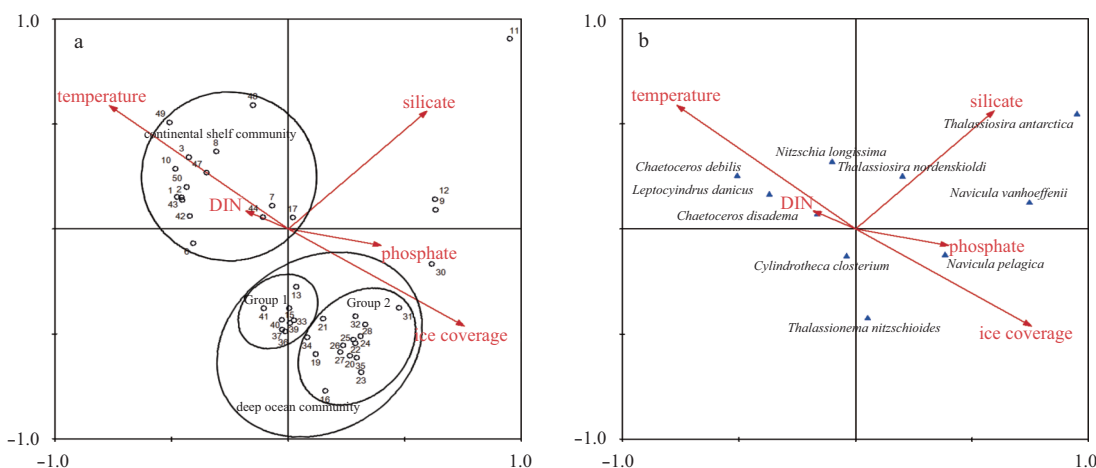 1.0
a
11
temperature
silicate
48
49
continental shelf community
3
8
10
47
50
1
2
43
42
6
DIN
7
44
17
12
9
phosphate
30
13
Group 1
Group 2
41
15
33
40
39
37
36
21
32
31
28
25
24
26
22
27
20
35
34
19
23
16
ice coverage
deep ocean community
-1.0
-1.0
1.0
1.0
b
temperature
silicate
Thalassiosira antarctica
Nitzschia longissima
Chaetoceros debilis
Thalassiosira nordenskioldi
Leptocyindrus danicus
Navicula vanhoeffenii
DIN
Chaetoceros disadema
phosphate
Cylindrotheca closterium
Navicula pelagica
Thalassionema nitzschioides
ice coverage
-1.0
-1.0
1.0